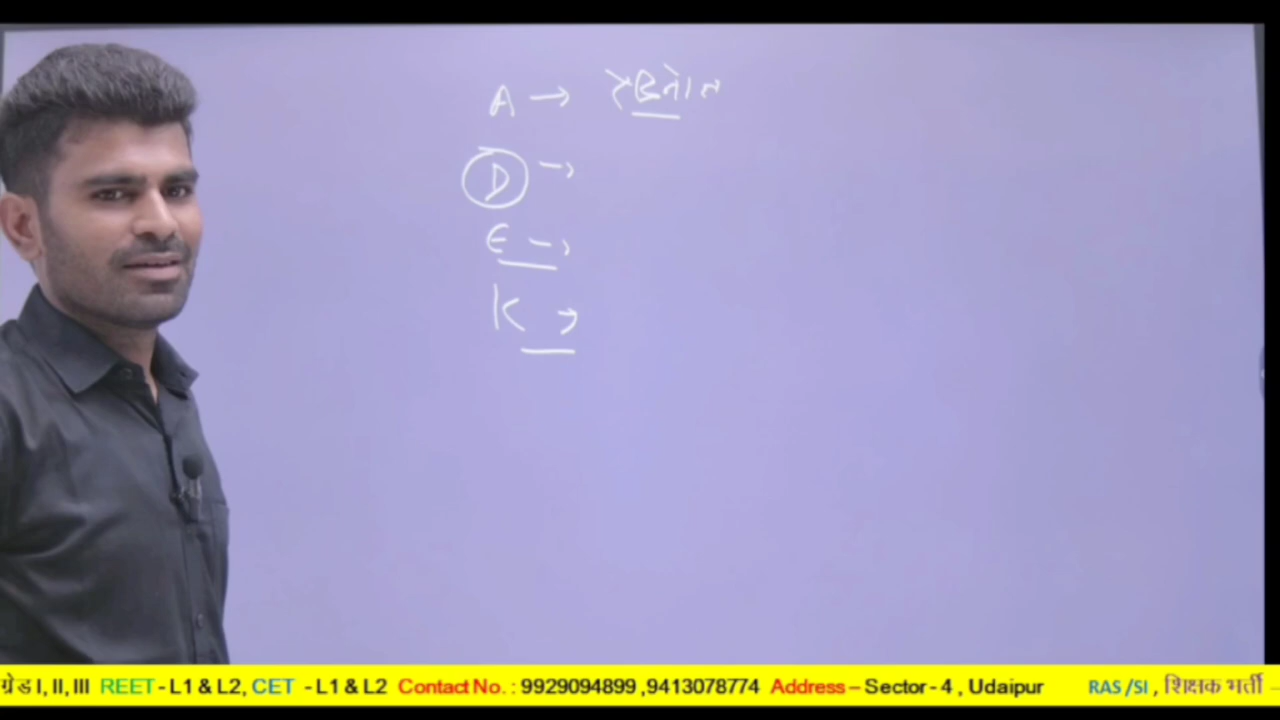 A → रेटिनोल
D →
E →
K →
ग्रेड I, II, III REET - L1 & L2, CET - L1 & L2 Contact No. : 9929094899 ,9413078774 Address – Sector - 4 , Udaipur RAS /SI , शिक्षक भर्ती –